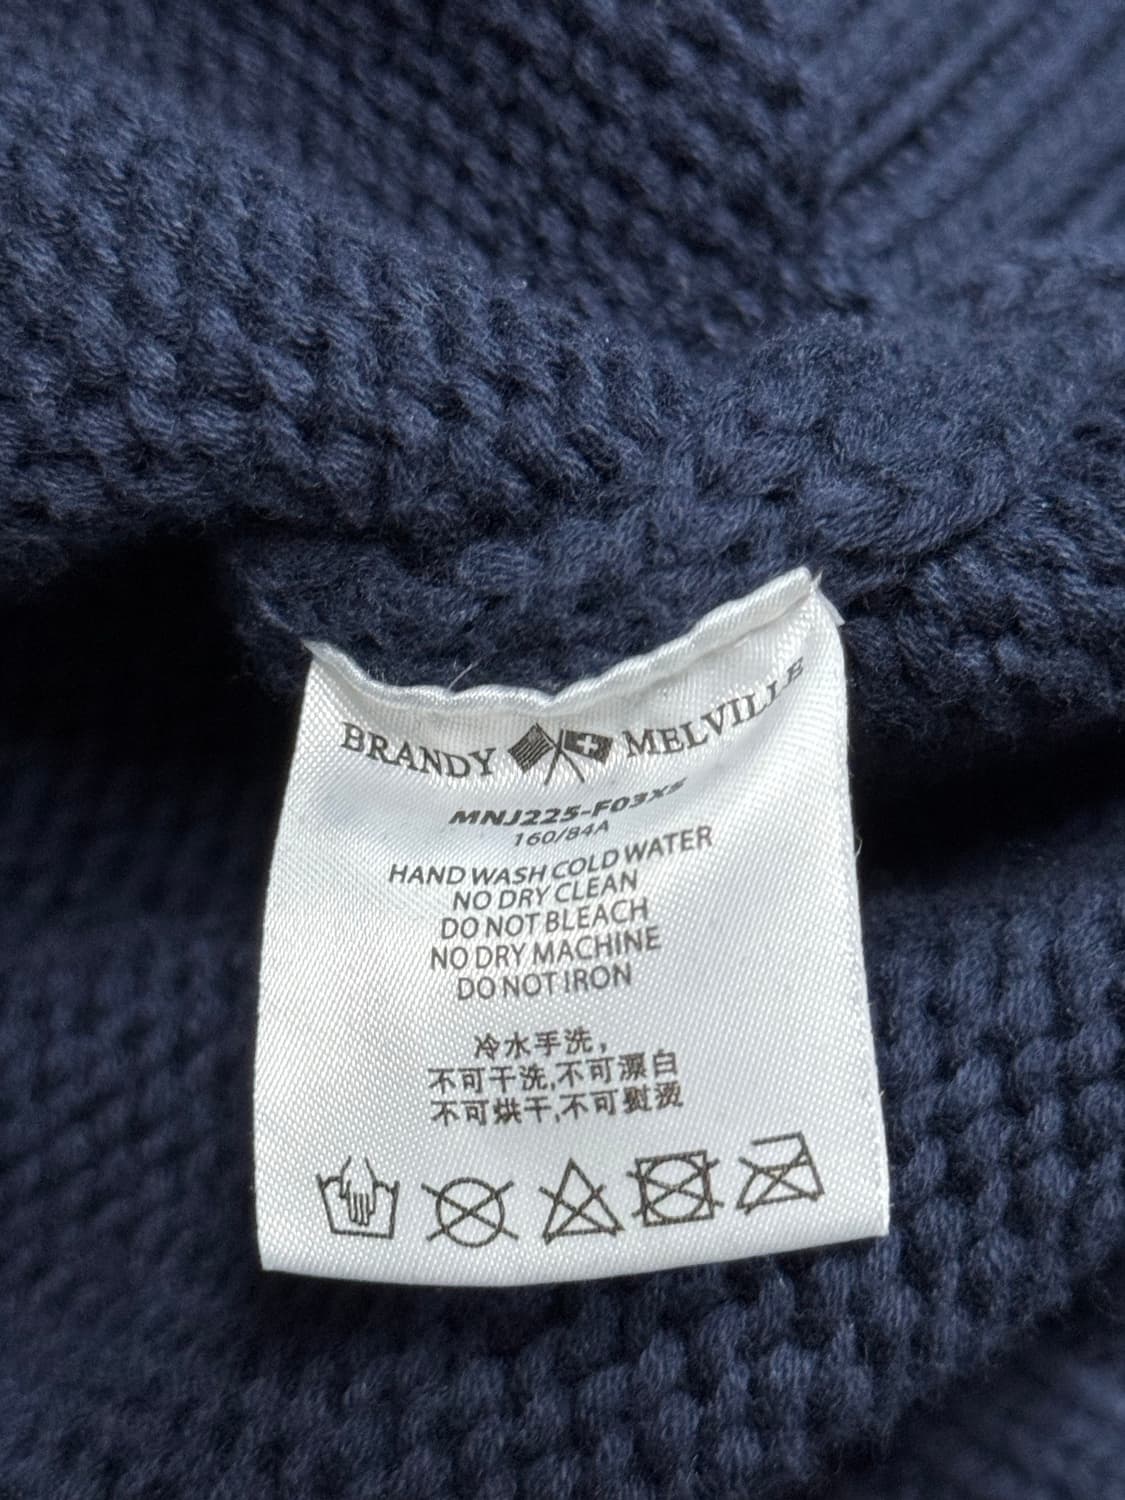 BRANDY MELVILLE
MNJ225-F03XS
160/84A
HAND WASH COLD WATER
NO DRY CLEAN
DO NOT BLEACH
NO DRY MACHINE
DO NOT IRON
冷水手洗,
不可干洗,不可漂白
不可烘干,不可熨烫